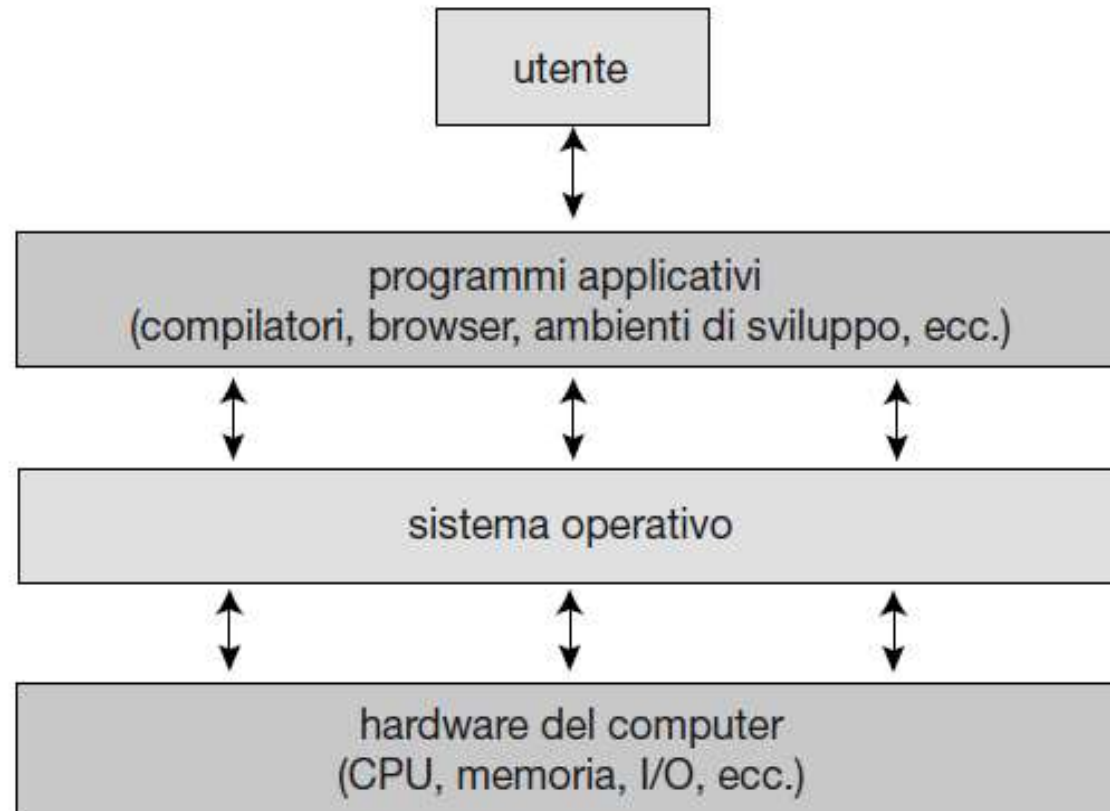 utente
programmi applicativi
(compilatori, browser, ambienti di sviluppo, ecc.)
sistema operativo
hardware del computer
(CPU, memoria, I/O, ecc.)